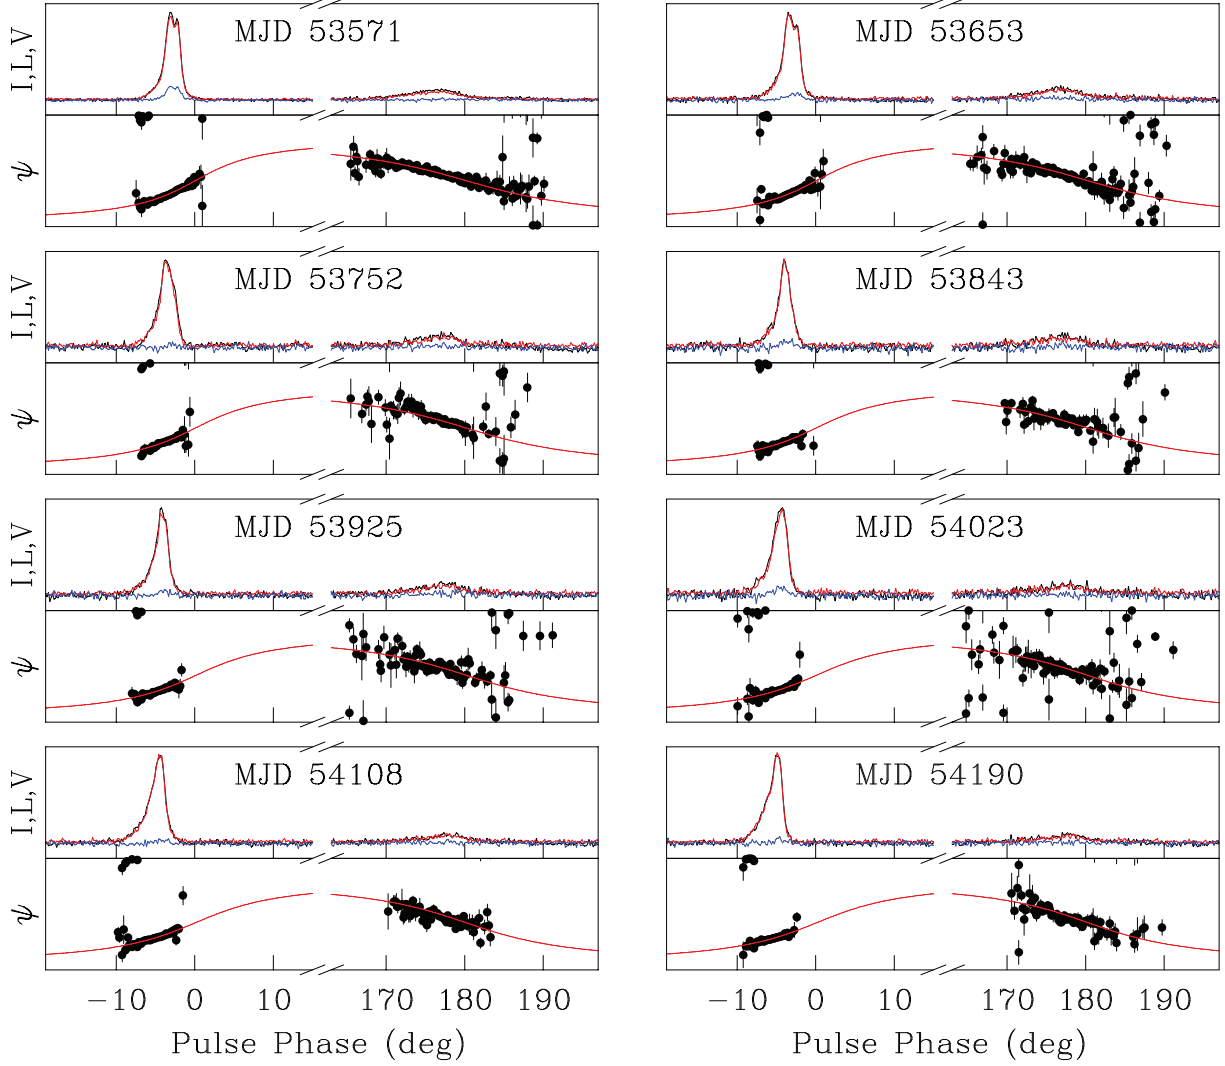 I,L,V
MJD 53571
MJD 53653
I,L,V
ψ
ψ
I,L,V
MJD 53752
MJD 53843
I,L,V
ψ
ψ
I,L,V
MJD 53925
MJD 54023
I,L,V
ψ
ψ
I,L,V
MJD 54108
MJD 54190
I,L,V
ψ
ψ
−10 0 10 170 180 190
−10 0 10 170 180 190
Pulse Phase (deg)
Pulse Phase (deg)